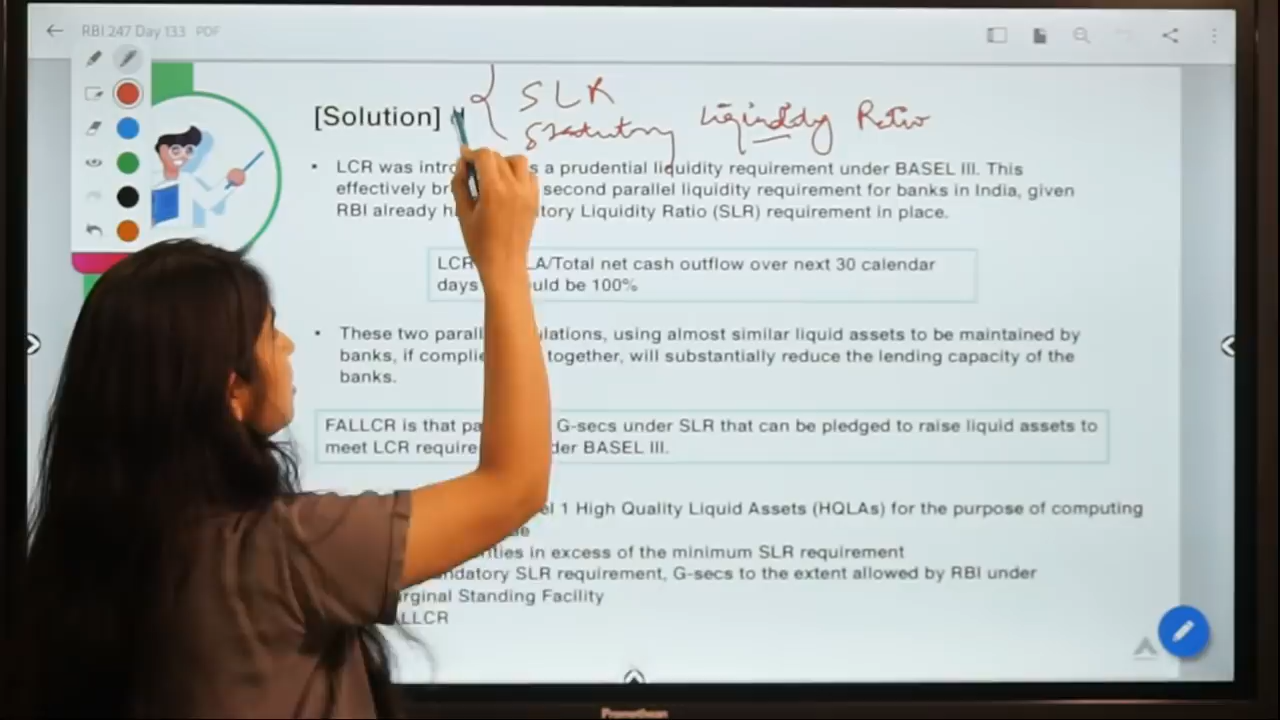 RBI 247 Day 133 PDF
SLR
[Solution]
Statutory Liquidity Ratio
LCR was intro s a prudential liquidity requirement under BASEL III. This
effectively br second parallel liquidity requirement for banks in India, given
RBI already h tory Liquidity Ratio (SLR) requirement in place.
LCR LA/Total net cash outflow over next 30 calendar
days uld be 100%
These two parall ulations, using almost similar liquid assets to be maintained by
banks, if complie together, will substantially reduce the lending capacity of the
banks.
FALLCR is that pa G-secs under SLR that can be pledged to raise liquid assets to
meet LCR require der BASEL III.
el 1 High Quality Liquid Assets (HQLAs) for the purpose of computing
rities in excess of the minimum SLR requirement
ndatory SLR requirement, G-secs to the extent allowed by RBI under
rginal Standing Facility
ALLCR
Promethean